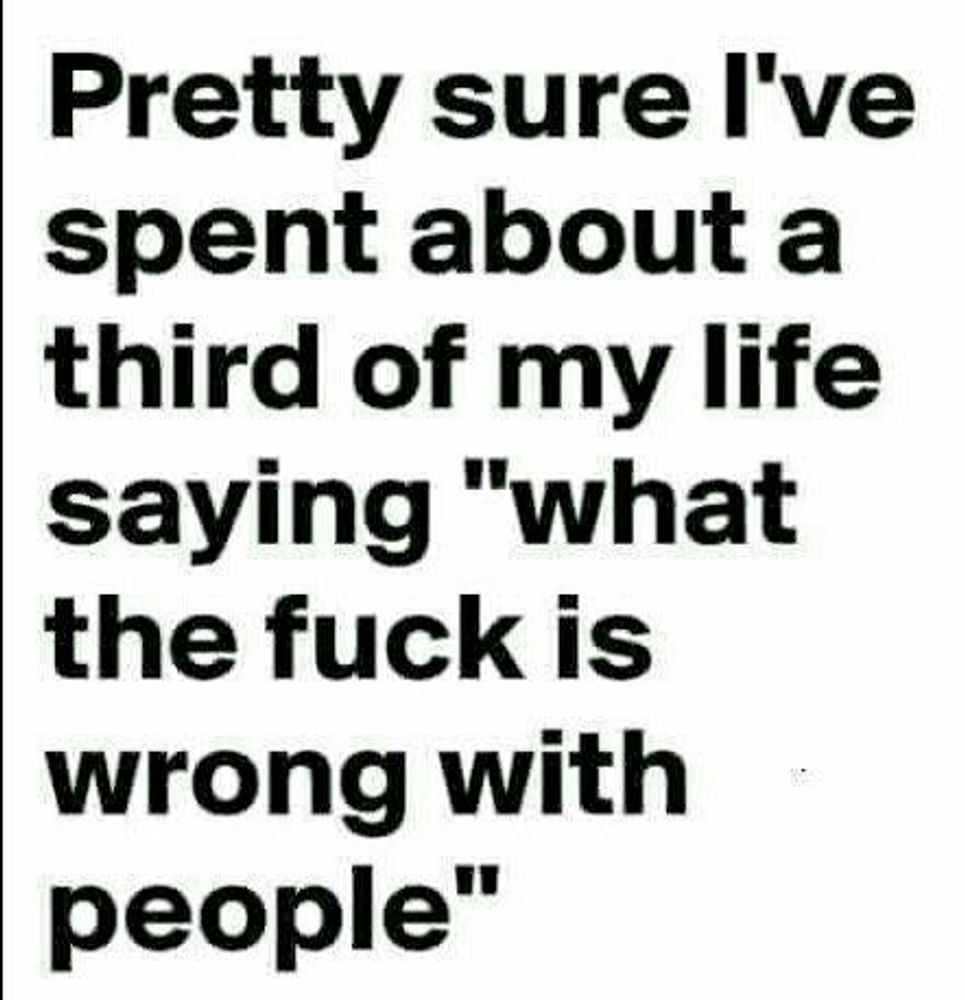 Pretty sure I've
spent about a
third of my life
saying "what
the fuck is
wrong with
people"